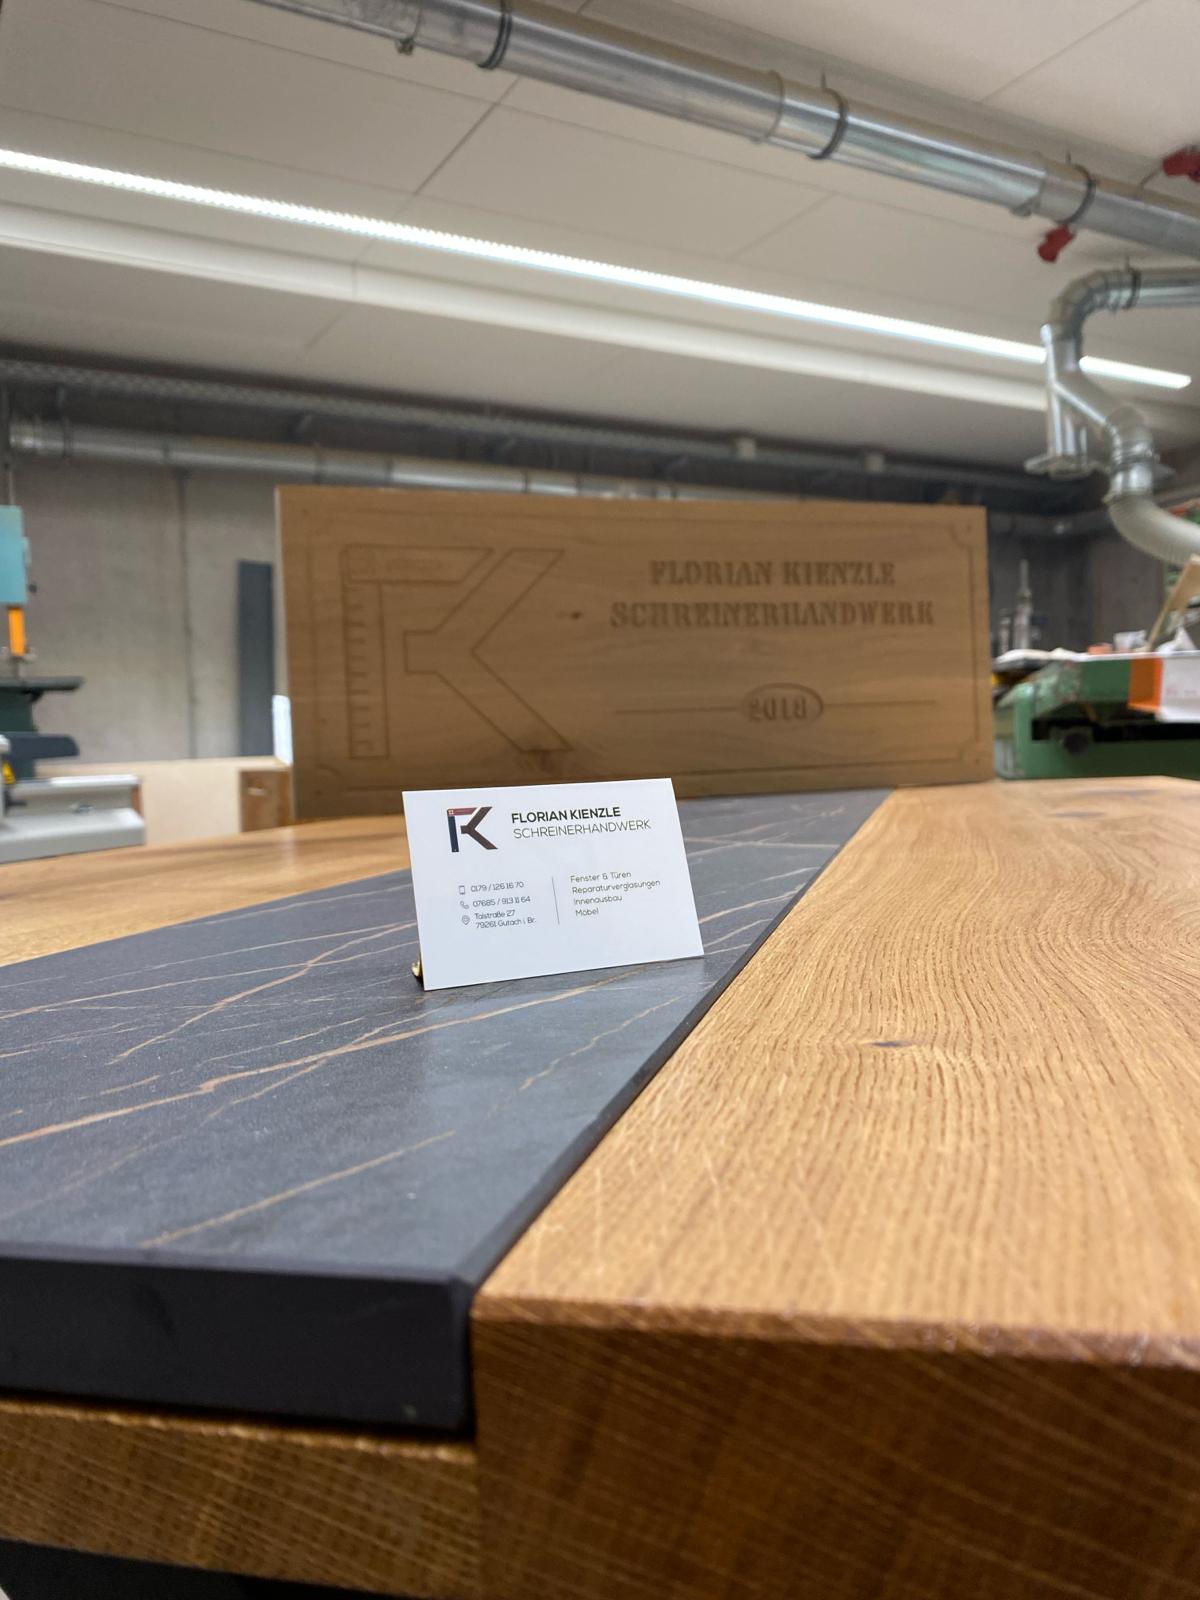 FLORIAN KIENZLE
SCHREINERHANDWERK
2018
FLORIAN KIENZLE
SCHREINERHANDWERK
0179 / 126 16 70
07685 / 913 11 64
Talstraße 27
79261 Gutach i. Br.
Fenster & Türen
Reparaturverglasungen
Innenausbau
Möbel